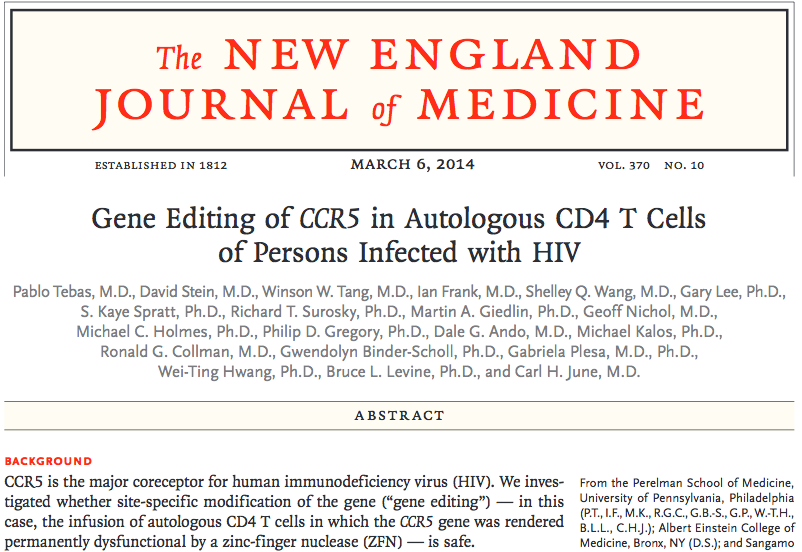 The NEW ENGLAND
JOURNAL of MEDICINE
ESTABLISHED IN 1812 MARCH 6, 2014 VOL. 370 NO. 10
Gene Editing of CCR5 in Autologous CD4 T Cells
of Persons Infected with HIV
Pablo Tebas, M.D., David Stein, M.D., Winson W. Tang, M.D., Ian Frank, M.D., Shelley Q. Wang, M.D., Gary Lee, Ph.D.,
S. Kaye Spratt, Ph.D., Richard T. Surosky, Ph.D., Martin A. Giedlin, Ph.D., Geoff Nichol, M.D.,
Michael C. Holmes, Ph.D., Philip D. Gregory, Ph.D., Dale G. Ando, M.D., Michael Kalos, Ph.D.,
Ronald G. Collman, M.D., Gwendolyn Binder-Scholl, Ph.D., Gabriela Plesa, M.D., Ph.D.,
Wei-Ting Hwang, Ph.D., Bruce L. Levine, Ph.D., and Carl H. June, M.D.
ABSTRACT
BACKGROUND
CCR5 is the major coreceptor for human immunodeficiency virus (HIV). We inves-
tigated whether site-specific modification of the gene (“gene editing”) — in this
case, the infusion of autologous CD4 T cells in which the CCR5 gene was rendered
permanently dysfunctional by a zinc-finger nuclease (ZFN) — is safe.
From the Perelman School of Medicine,
University of Pennsylvania, Philadelphia
(P.T., I.F., M.K., R.G.C., G.B.-S., G.P., W.-T.H.,
B.L.L., C.H.J.); Albert Einstein College of
Medicine, Bronx, NY (D.S.); and Sangamo